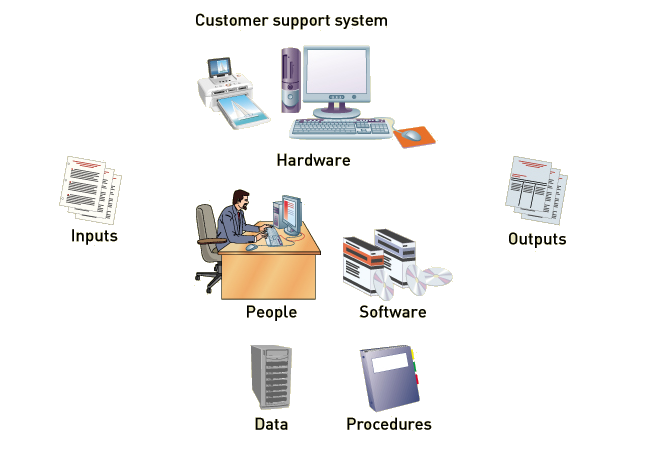 Customer support system
Hardware
Inputs
Outputs
People
Software
Data
Procedures